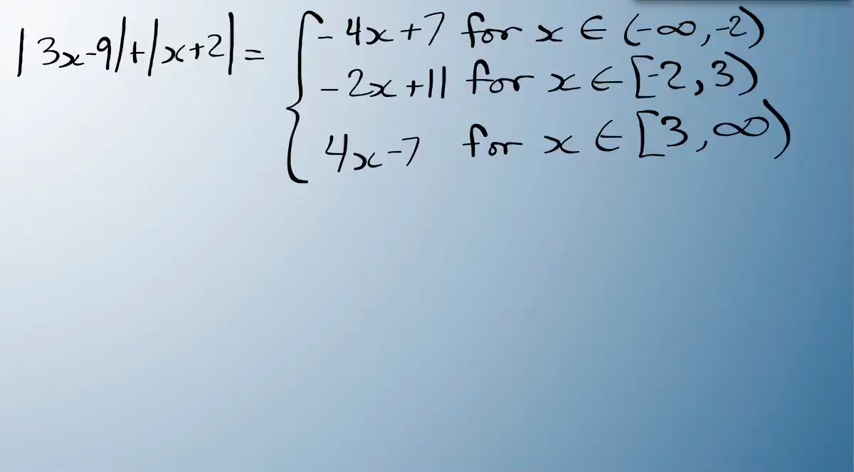 |3x-9|+|x+2| = { -4x+7 for x ∈ (-∞,-2)
-2x+11 for x ∈ [-2,3)
4x-7 for x ∈ [3,∞)